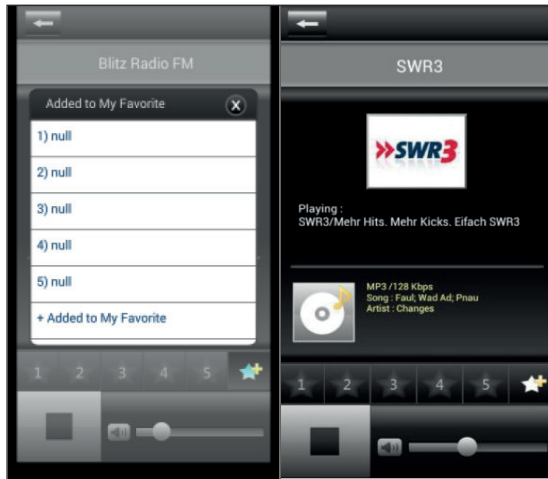 Blitz Radio FM
Added to My Favorite
X
1) null
2) null
3) null
4) null
5) null
+ Added to My Favorite
1 2 3 4 5
SWR3
SWR3
Playing :
SWR3/Mehr Hits. Mehr Kicks. Eifach SWR3
MP3 /128 Kbps
Song : Faul; Wad Ad; Pnau
Artist : Changes
1 2 3 4 5